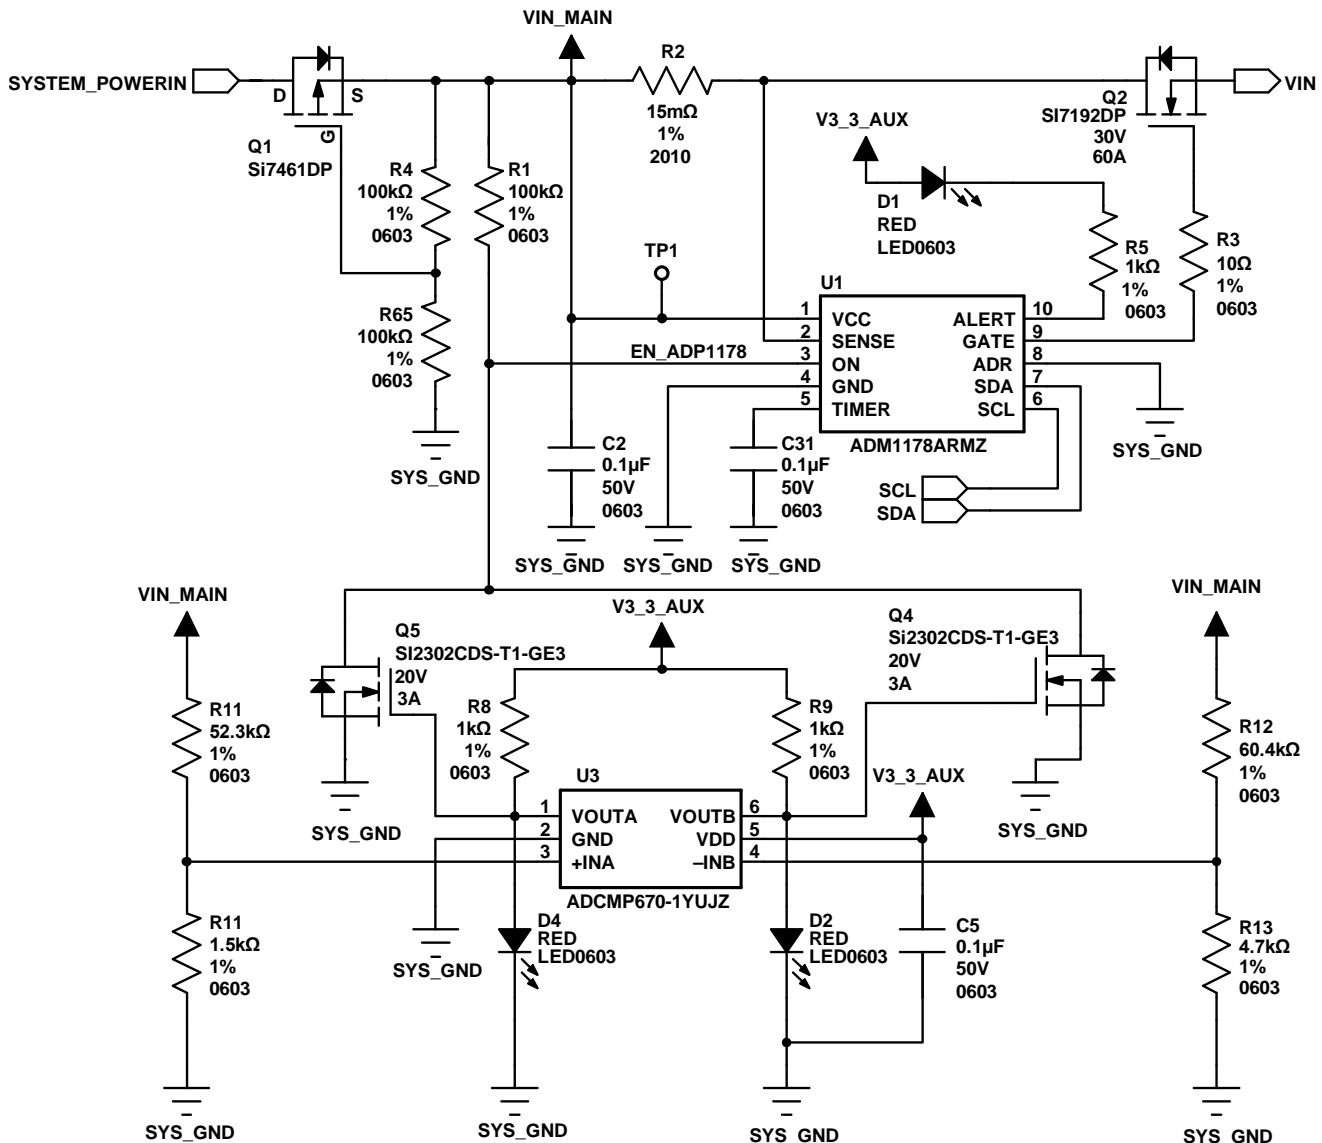 VIN_MAIN
SYSTEM_POWERIN
D
S
G
Q1
Si7461DP
R2
15mΩ
1%
2010
V3_3_AUX
Q2
SI7192DP
30V
60A
VIN
R4
100kΩ
1%
0603
R1
100kΩ
1%
0603
D1
RED
LED0603
R5
1kΩ
1%
0603
R3
10Ω
1%
0603
TP1
R65
100kΩ
1%
0603
SYS_GND
EN_ADP1178
U1
1 VCC ALERT 10
2 SENSE GATE 9
3 ON ADR 8
4 GND SDA 7
5 TIMER SCL 6
ADM1178ARMZ
SYS_GND
C2
0.1µF
50V
0603
C31
0.1µF
50V
0603
SCL
SDA
SYS_GND
SYS_GND
SYS_GND
VIN_MAIN
Q5
SI2302CDS-T1-GE3
20V
3A
V3_3_AUX
Q4
Si2302CDS-T1-GE3
20V
3A
VIN_MAIN
R11
52.3kΩ
1%
0603
R8
1kΩ
1%
0603
R9
1kΩ
1%
0603
R12
60.4kΩ
1%
0603
SYS_GND
V3_3_AUX
SYS_GND
U3
1 VOUTA VOUTB 6
2 GND VDD 5
3 +INA –INB 4
ADCMP670-1YUJZ
R11
1.5kΩ
1%
0603
SYS_GND
D4
RED
LED0603
D2
RED
LED0603
C5
0.1µF
50V
0603
R13
4.7kΩ
1%
0603
SYS_GND
SYS_GND
SYS_GND
SYS_GND